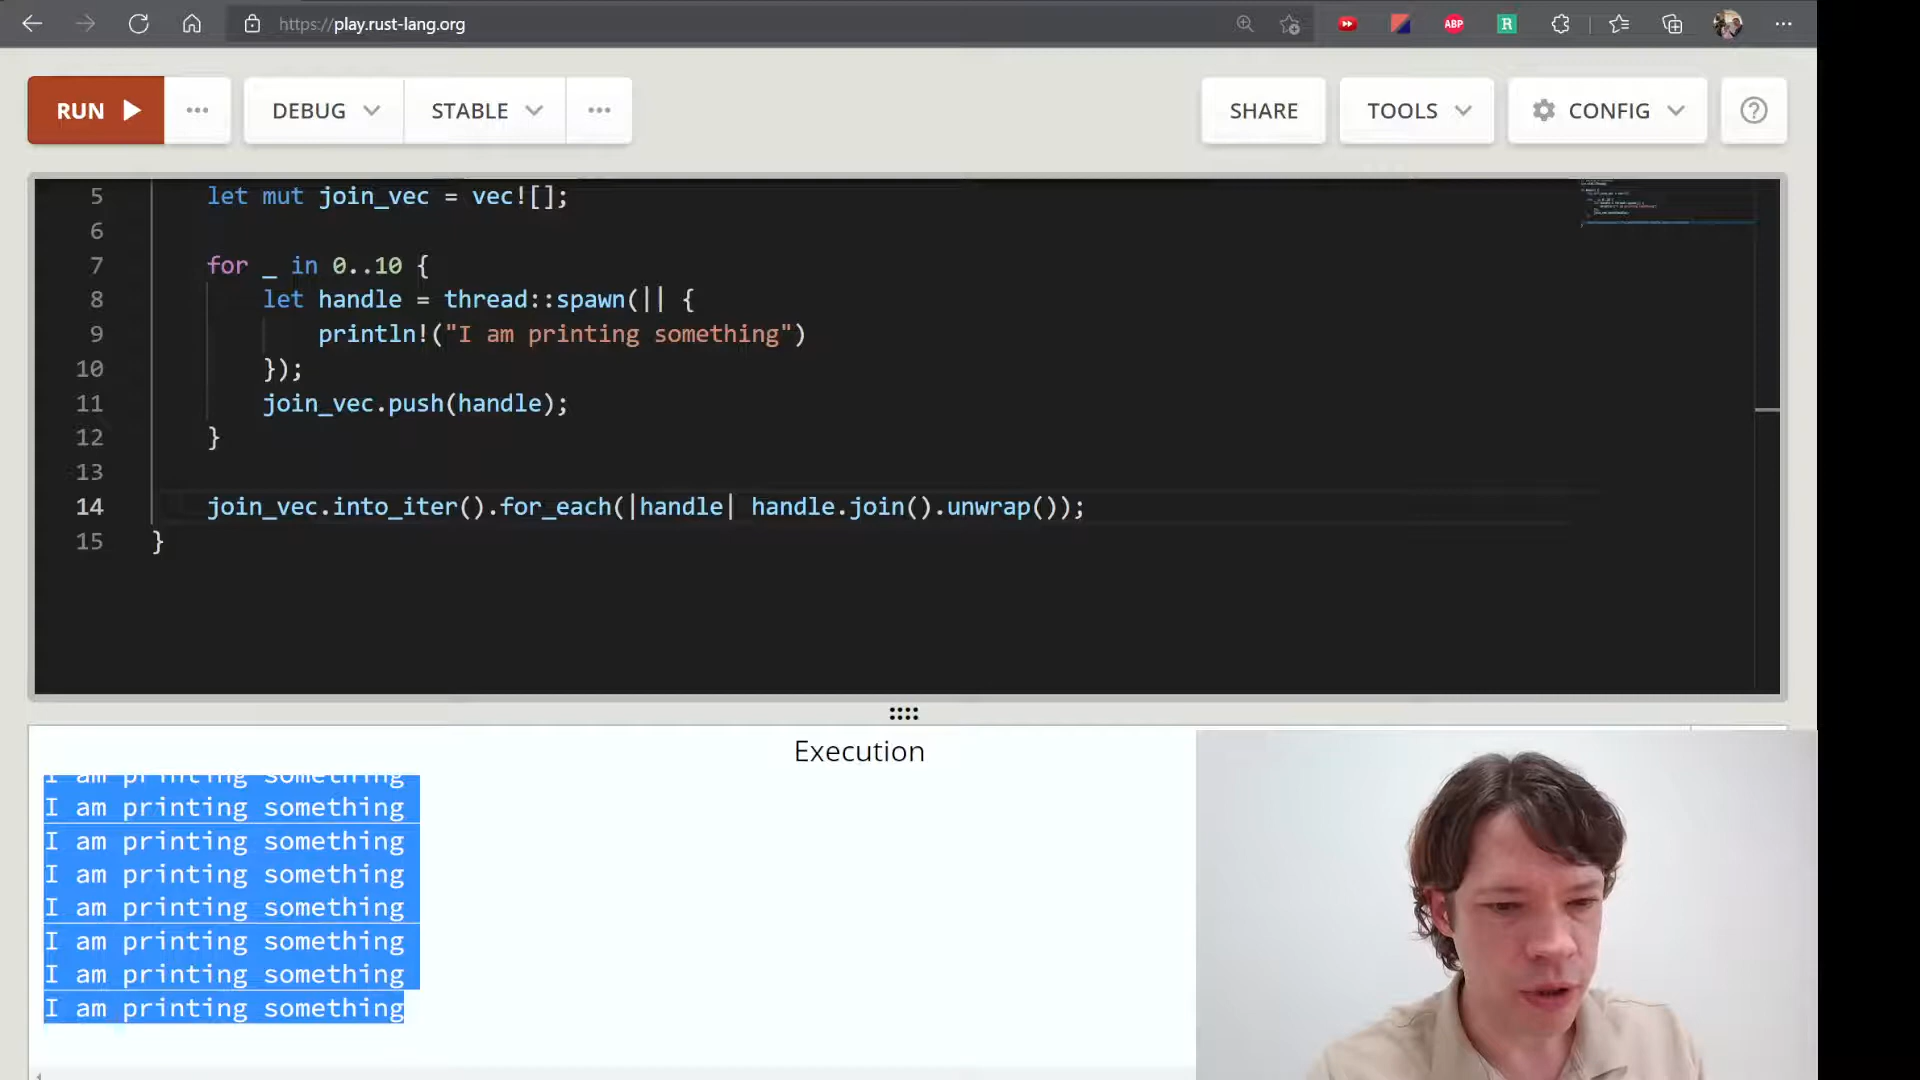 https://play.rust-lang.org
ABP
R
RUN
DEBUG
STABLE
SHARE
TOOLS
CONFIG
5 let mut join_vec = vec![];
6
7 for _ in 0..10 {
8 let handle = thread::spawn(|| {
9 println!("I am printing something")
10 });
11 join_vec.push(handle);
12 }
13
14 join_vec.into_iter().for_each(|handle| handle.join().unwrap());
15 }
Execution
I am printing something
I am printing something
I am printing something
I am printing something
I am printing something
I am printing something
I am printing something
I am printing something